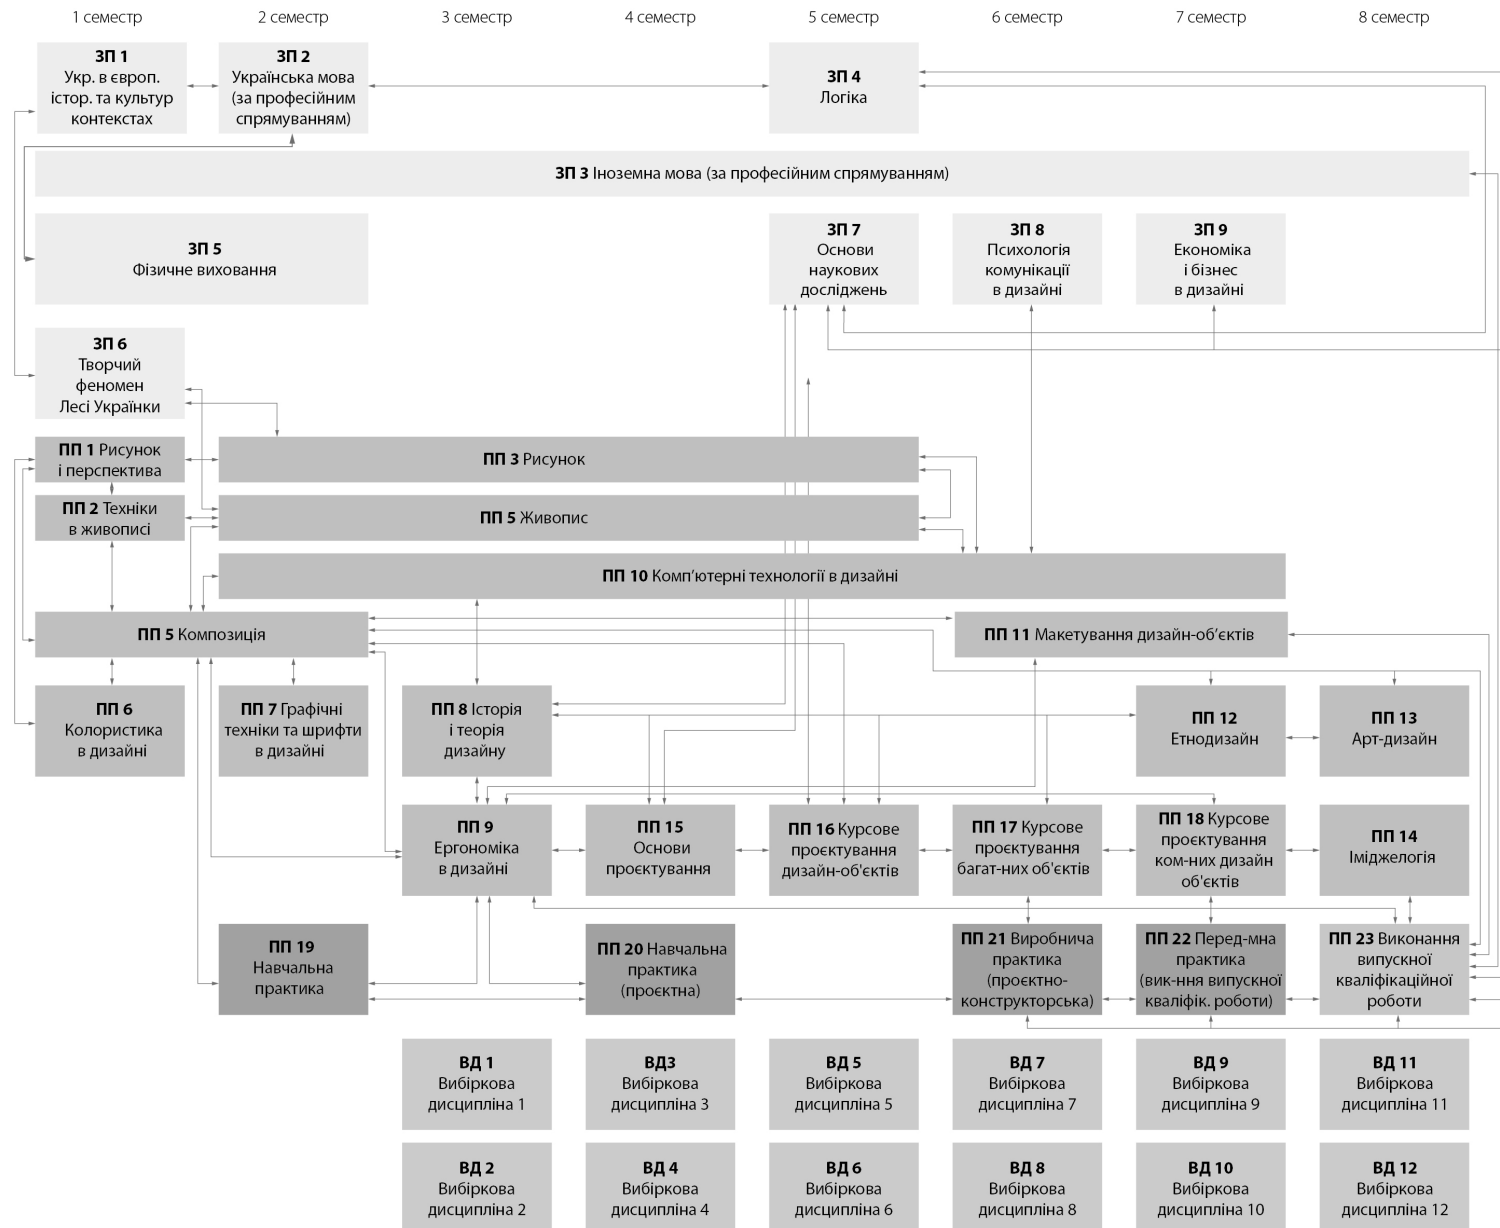 1 семестр
2 семестр
3 семестр
4 семестр
5 семестр
6 семестр
7 семестр
8 семестр
ЗП 1
Укр. в європ.
істор. та культур
контекстах
ЗП 2
Українська мова
(за професійним
спрямуванням)
ЗП 4
Логіка
ЗП 3 Іноземна мова (за професійним спрямуванням)
ЗП 5
Фізичне виховання
ЗП 7
Основи
наукових
досліджень
ЗП 8
Психологія
комунікації
в дизайні
ЗП 9
Економіка
і бізнес
в дизайні
ЗП 6
Творчий
феномен
Лесі Українки
ПП 1 Рисунок
і перспектива
ПП 3 Рисунок
ПП 2 Техніки
в живописі
ПП 5 Живопис
ПП 10 Комп’ютерні технології в дизайні
ПП 5 Композиція
ПП 11 Макетування дизайн-об’єктів
ПП 6
Колористика
в дизайні
ПП 7 Графічні
техніки та шрифти
в дизайні
ПП 8 Історія
і теорія
дизайну
ПП 12
Етнодизайн
ПП 13
Арт-дизайн
ПП 9
Ергономіка
в дизайні
ПП 15
Основи
проєктування
ПП 16 Курсове
проєктування
дизайн-об'єктів
ПП 17 Курсове
проєктування
багат-них об'єктів
ПП 18 Курсове
проєктування
ком-них дизайн
об'єктів
ПП 14
Іміджелогія
ПП 19
Навчальна
практика
ПП 20 Навчальна
практика
(проєктна)
ПП 21 Виробнича
практика
(проєктно-
конструкторська)
ПП 22 Перед-мна
практика
(вик-ння випускної
кваліфік. роботи)
ПП 23 Виконання
випускної
кваліфікаційної
роботи
ВД 1
Вибіркова
дисципліна 1
ВД3
Вибіркова
дисципліна 3
ВД 5
Вибіркова
дисципліна 5
ВД 7
Вибіркова
дисципліна 7
ВД 9
Вибіркова
дисципліна 9
ВД 11
Вибіркова
дисципліна 11
ВД 2
Вибіркова
дисципліна 2
ВД 4
Вибіркова
дисципліна 4
ВД 6
Вибіркова
дисципліна 6
ВД 8
Вибіркова
дисципліна 8
ВД 10
Вибіркова
дисципліна 10
ВД 12
Вибіркова
дисципліна 12